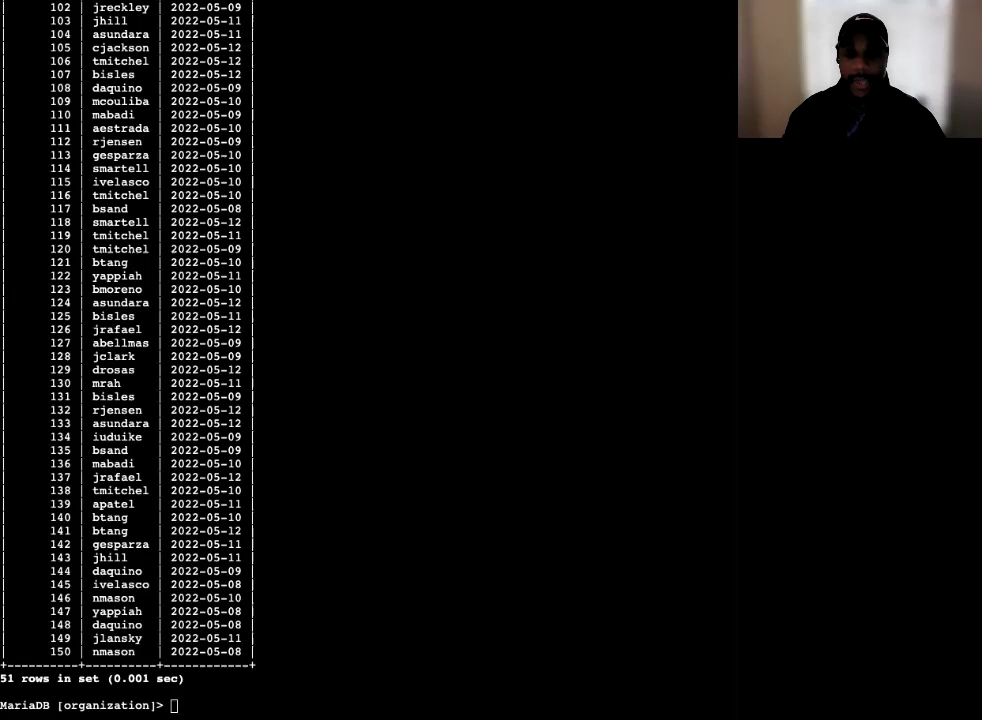 | 102 | jreckley | 2022-05-09 |
| 103 | jhill | 2022-05-11 |
| 104 | asundara | 2022-05-11 |
| 105 | cjackson | 2022-05-12 |
| 106 | tmitchel | 2022-05-12 |
| 107 | bisles | 2022-05-12 |
| 108 | daquino | 2022-05-09 |
| 109 | mcouliba | 2022-05-10 |
| 110 | mabadi | 2022-05-09 |
| 111 | aestrada | 2022-05-10 |
| 112 | rjensen | 2022-05-09 |
| 113 | gesparza | 2022-05-10 |
| 114 | smartell | 2022-05-10 |
| 115 | ivelasco | 2022-05-10 |
| 116 | tmitchel | 2022-05-10 |
| 117 | bsand | 2022-05-08 |
| 118 | smartell | 2022-05-12 |
| 119 | tmitchel | 2022-05-11 |
| 120 | tmitchel | 2022-05-09 |
| 121 | btang | 2022-05-10 |
| 122 | yappiah | 2022-05-11 |
| 123 | bmoreno | 2022-05-10 |
| 124 | asundara | 2022-05-12 |
| 125 | bisles | 2022-05-11 |
| 126 | jrafael | 2022-05-12 |
| 127 | abellmas | 2022-05-09 |
| 128 | jclark | 2022-05-09 |
| 129 | drosas | 2022-05-12 |
| 130 | mrah | 2022-05-11 |
| 131 | bisles | 2022-05-09 |
| 132 | rjensen | 2022-05-12 |
| 133 | asundara | 2022-05-12 |
| 134 | iuduike | 2022-05-09 |
| 135 | bsand | 2022-05-09 |
| 136 | mabadi | 2022-05-10 |
| 137 | jrafael | 2022-05-12 |
| 138 | tmitchel | 2022-05-10 |
| 139 | apatel | 2022-05-11 |
| 140 | btang | 2022-05-10 |
| 141 | btang | 2022-05-12 |
| 142 | gesparza | 2022-05-11 |
| 143 | jhill | 2022-05-11 |
| 144 | daquino | 2022-05-09 |
| 145 | ivelasco | 2022-05-08 |
| 146 | nmason | 2022-05-10 |
| 147 | yappiah | 2022-05-08 |
| 148 | daquino | 2022-05-08 |
| 149 | jlansky | 2022-05-11 |
| 150 | nmason | 2022-05-08 |
+----------+----------+------------+
51 rows in set (0.001 sec)
MariaDB [organization]>